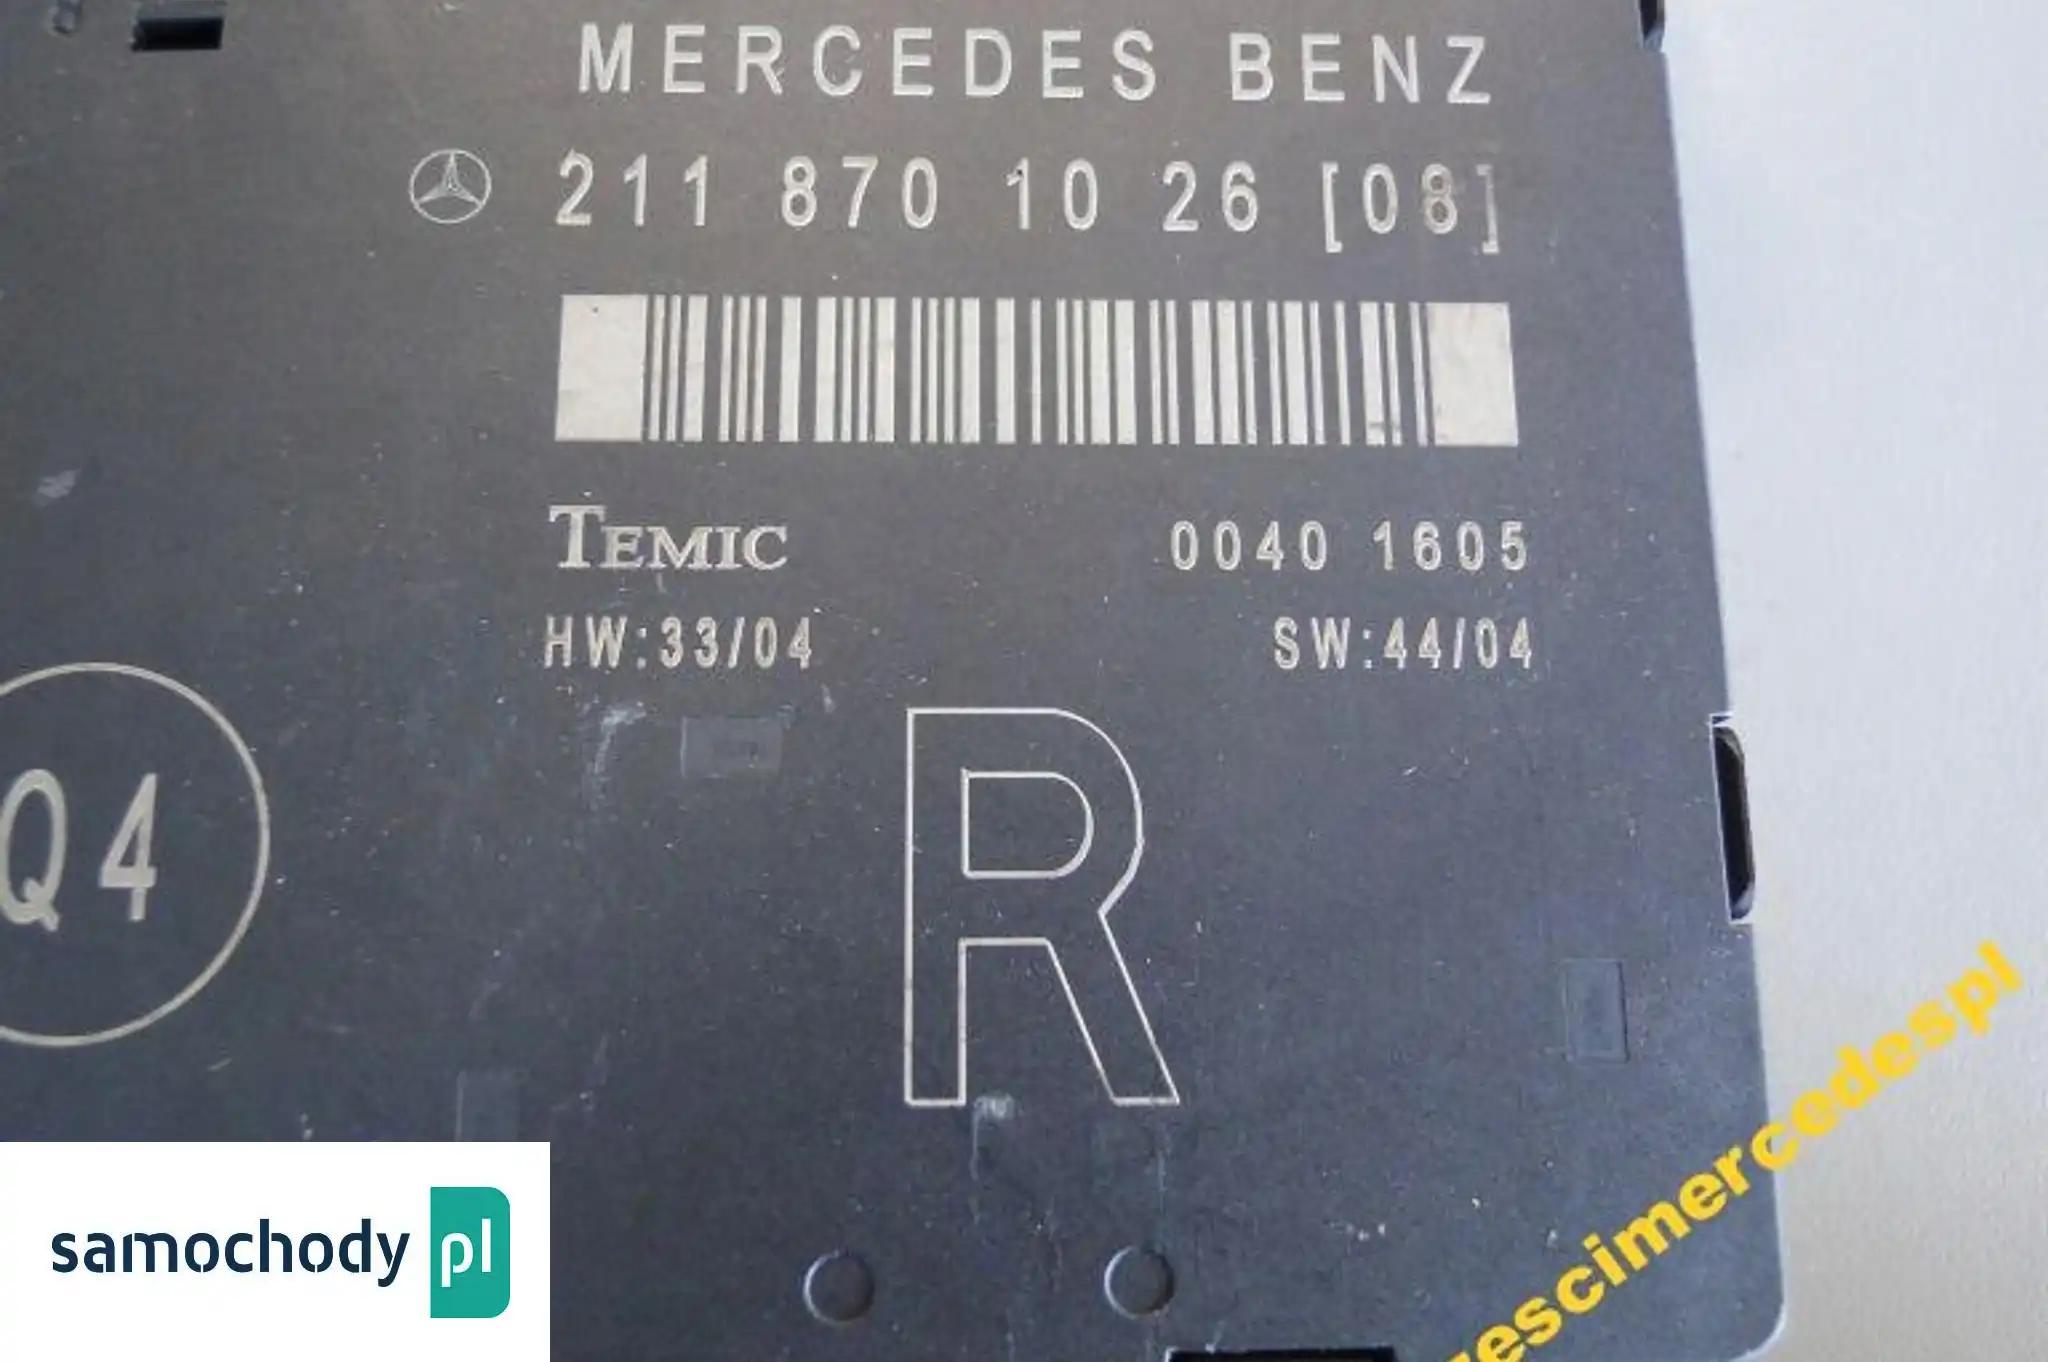 MERCEDES BENZ
211 870 10 26 [08]
TEMIC 0040 1605
HW:33/04 SW:44/04
Q4
R
samochody pl
escimercedespl